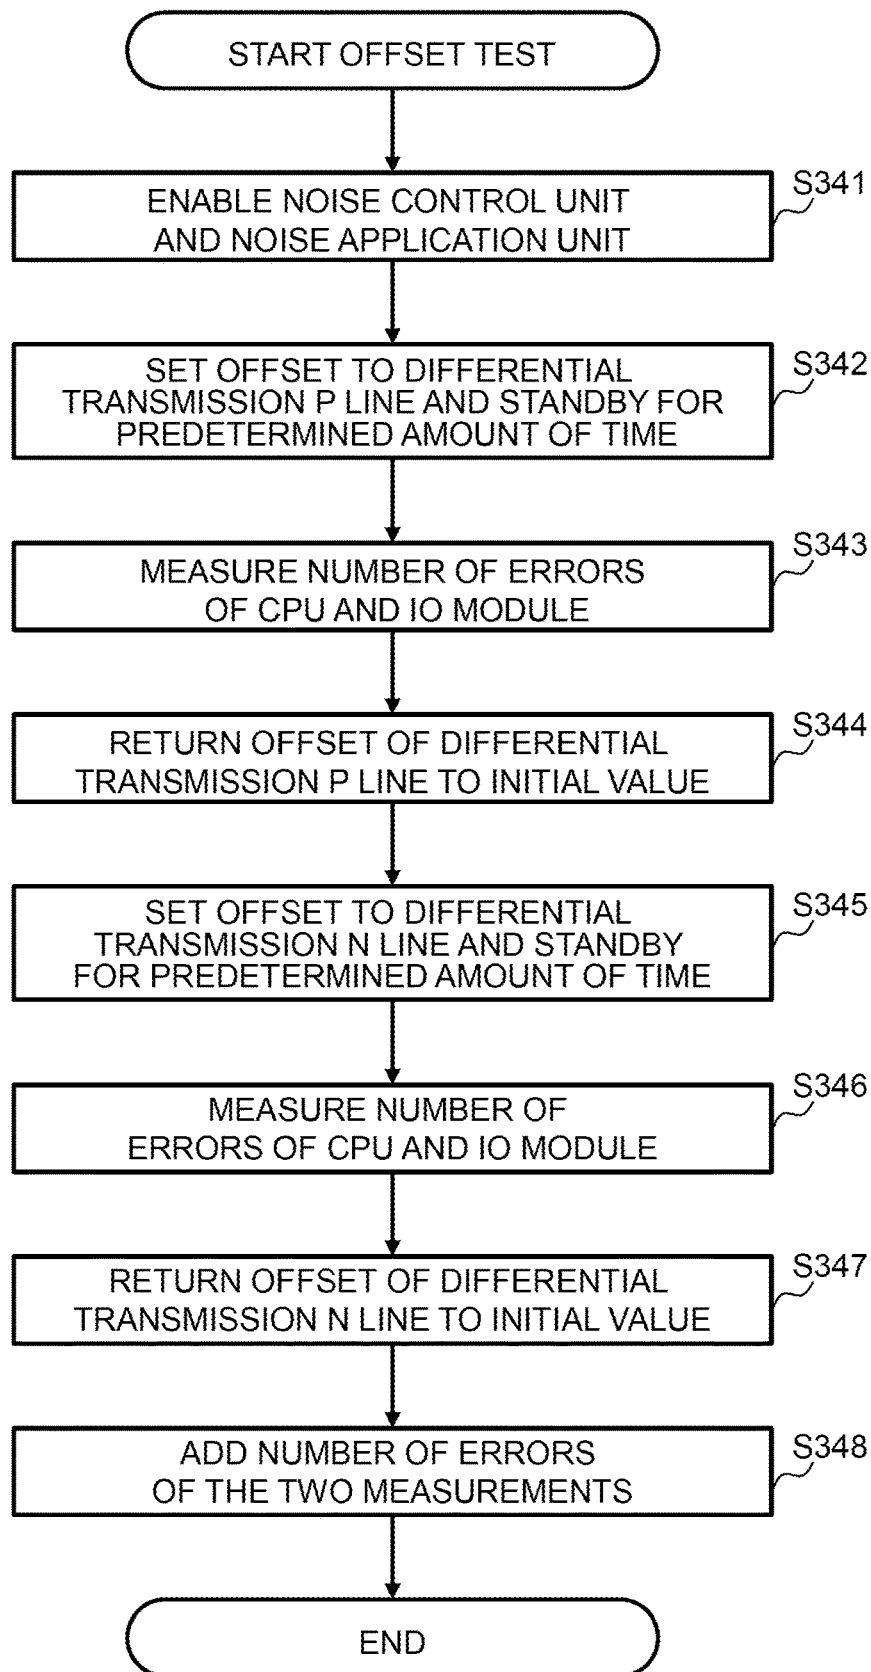 START OFFSET TEST
S341
ENABLE NOISE CONTROL UNIT
AND NOISE APPLICATION UNIT
S342
SET OFFSET TO DIFFERENTIAL
TRANSMISSION P LINE AND STANDBY FOR
PREDETERMINED AMOUNT OF TIME
S343
MEASURE NUMBER OF ERRORS
OF CPU AND IO MODULE
S344
RETURN OFFSET OF DIFFERENTIAL
TRANSMISSION P LINE TO INITIAL VALUE
S345
SET OFFSET TO DIFFERENTIAL
TRANSMISSION N LINE AND STANDBY
FOR PREDETERMINED AMOUNT OF TIME
S346
MEASURE NUMBER OF
ERRORS OF CPU AND IO MODULE
S347
RETURN OFFSET OF DIFFERENTIAL
TRANSMISSION N LINE TO INITIAL VALUE
S348
ADD NUMBER OF ERRORS
OF THE TWO MEASUREMENTS
END